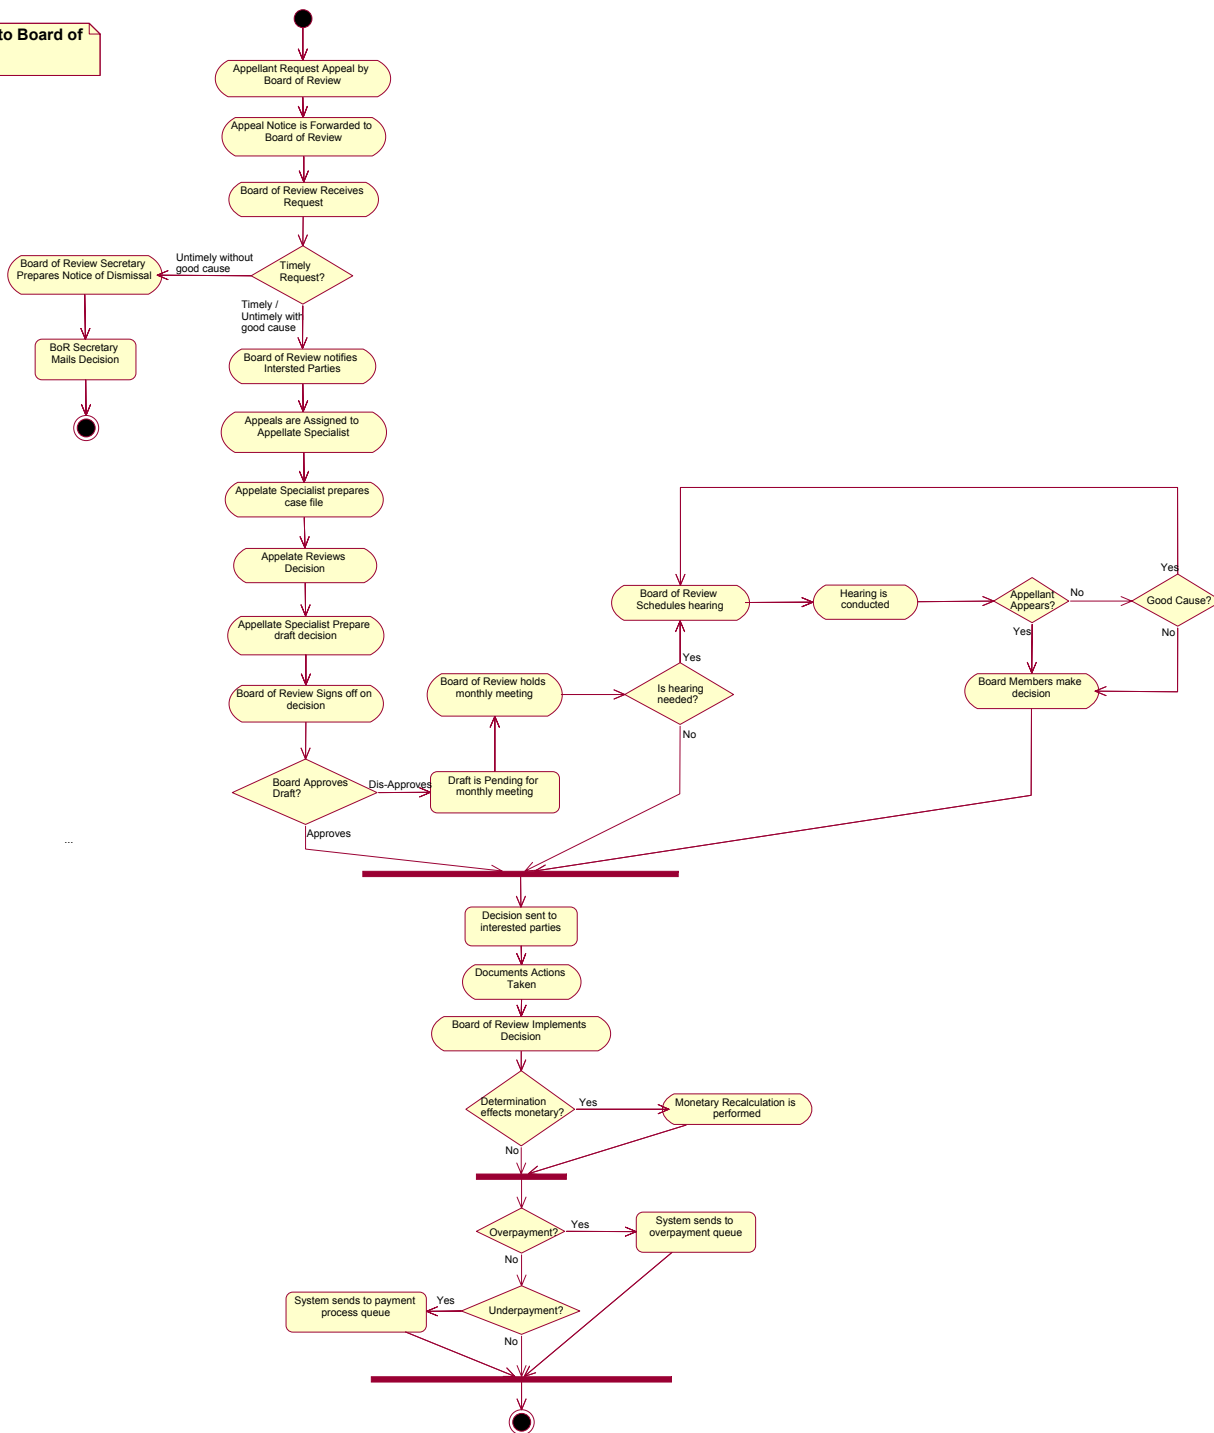 to Board of
Appellant Request Appeal by
Board of Review
Appeal Notice is Forwarded to
Board of Review
Board of Review Receives
Request
Timely
Request?
Untimely without
good cause
Board of Review Secretary
Prepares Notice of Dismissal
BoR Secretary
Mails Decision
Timely /
Untimely with
good cause
Board of Review notifies
Intersted Parties
Appeals are Assigned to
Appellate Specialist
Appelate Specialist prepares
case file
Appelate Reviews
Decision
Appellate Specialist Prepare
draft decision
Board of Review Signs off on
decision
Board Approves
Draft?
Dis-Approves
Draft is Pending for
monthly meeting
Board of Review holds
monthly meeting
Is hearing
needed?
Yes
No
Board of Review
Schedules hearing
Hearing is
conducted
Appellant
Appears?
No
Yes
Good Cause?
Yes
No
Board Members make
decision
Approves
...
Decision sent to
interested parties
Documents Actions
Taken
Board of Review Implements
Decision
Determination
effects monetary?
Yes
Monetary Recalculation is
performed
No
Overpayment?
Yes
System sends to
overpayment queue
No
Underpayment?
Yes
System sends to payment
process queue
No